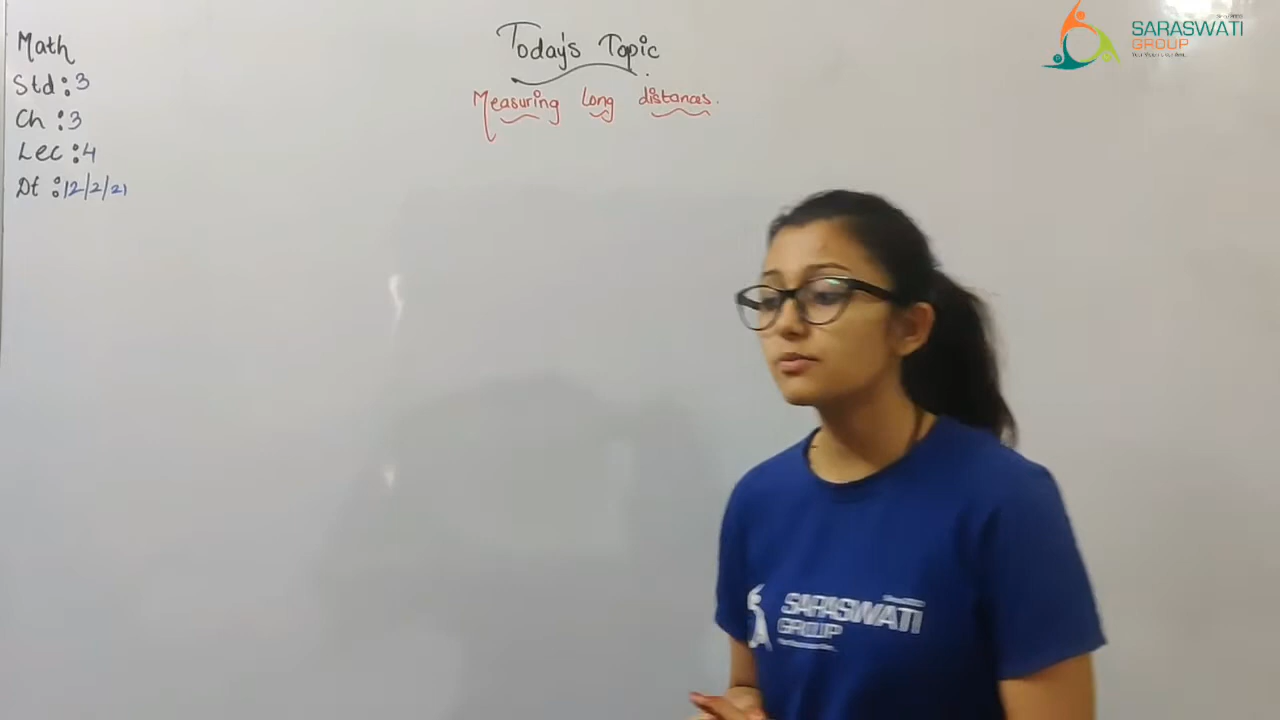 Math
Std : 3
Ch : 3
Lec : 4
Dt : 12/2/21
Today's Topic
Measuring long distances.
SARASWATI
GROUP
SARASWATI
GROUP